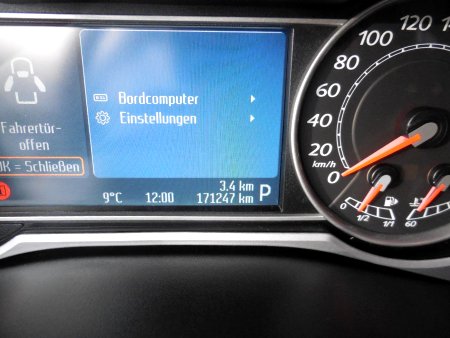 Bordcomputer
Einstellungen
Fahrertür-
offen
OK = Schließen
3.4 km
9°C 12:00 171247 km P
120
100
80
60
40
20
km/h
0
0 1/2 1/1
60